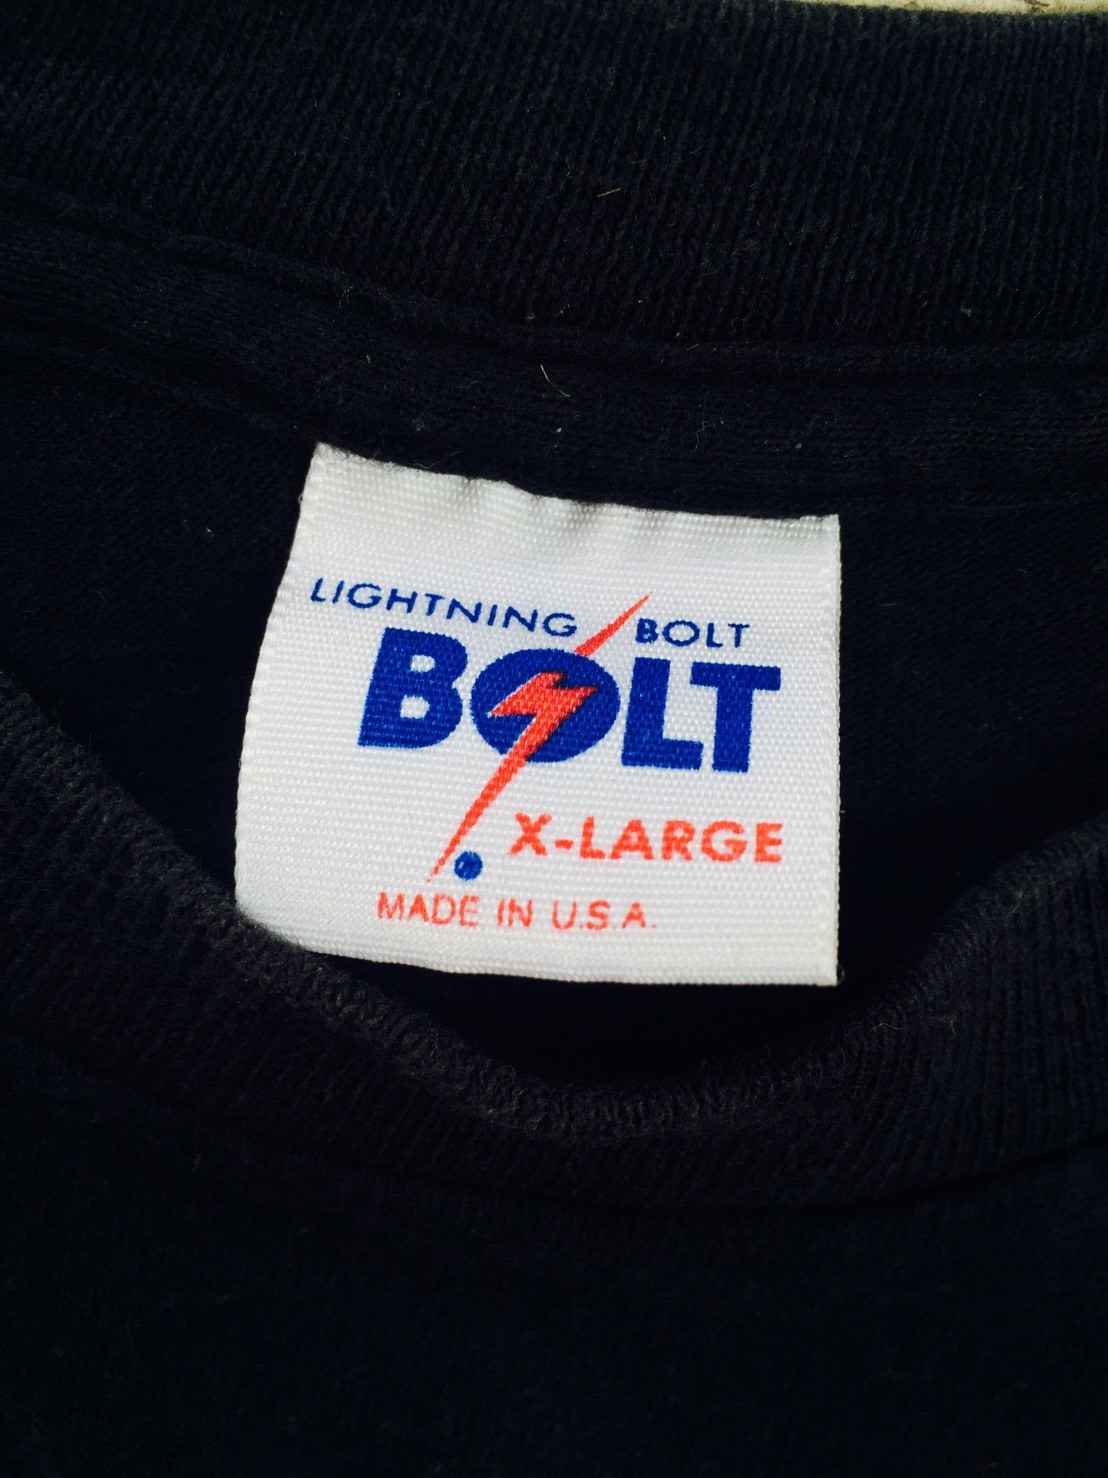 LIGHTNING BOLT
BOLT
X-LARGE
MADE IN U.S.A.